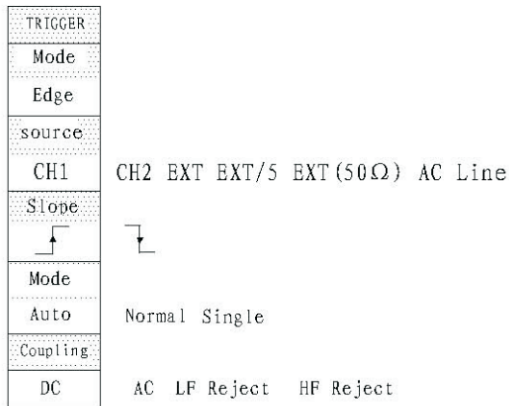 TRIGGER
Mode
Edge
source
CH1 CH2 EXT EXT/5 EXT(50Ω) AC Line
Slope
Mode
Auto Normal Single
Coupling
DC AC LF Reject HF Reject